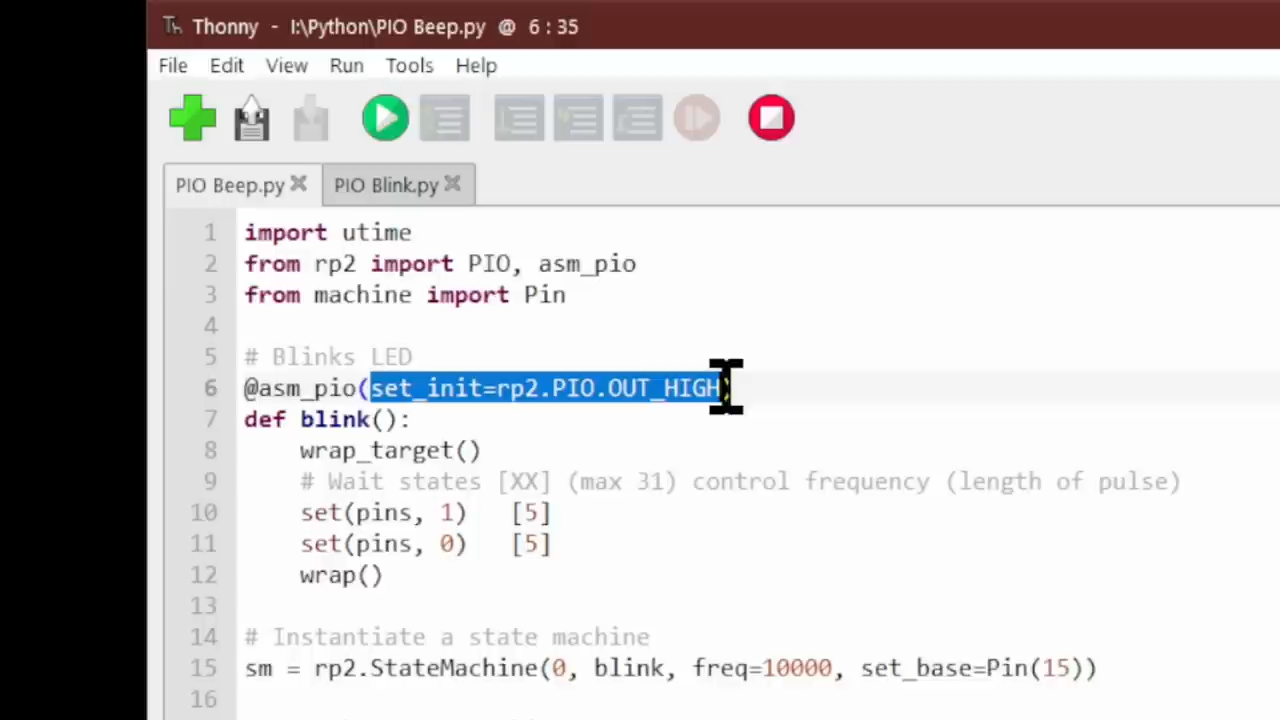 Th Thonny - I:\Python\PIO Beep.py @ 6 : 35
File Edit View Run Tools Help
PIO Beep.py PIO Blink.py
1 import utime
2 from rp2 import PIO, asm_pio
3 from machine import Pin
4
5 # Blinks LED
6 @asm_pio(set_init=rp2.PIO.OUT_HIGH)
7 def blink():
8 wrap_target()
9 # Wait states [XX] (max 31) control frequency (length of pulse)
10 set(pins, 1) [5]
11 set(pins, 0) [5]
12 wrap()
13
14 # Instantiate a state machine
15 sm = rp2.StateMachine(0, blink, freq=10000, set_base=Pin(15))
16